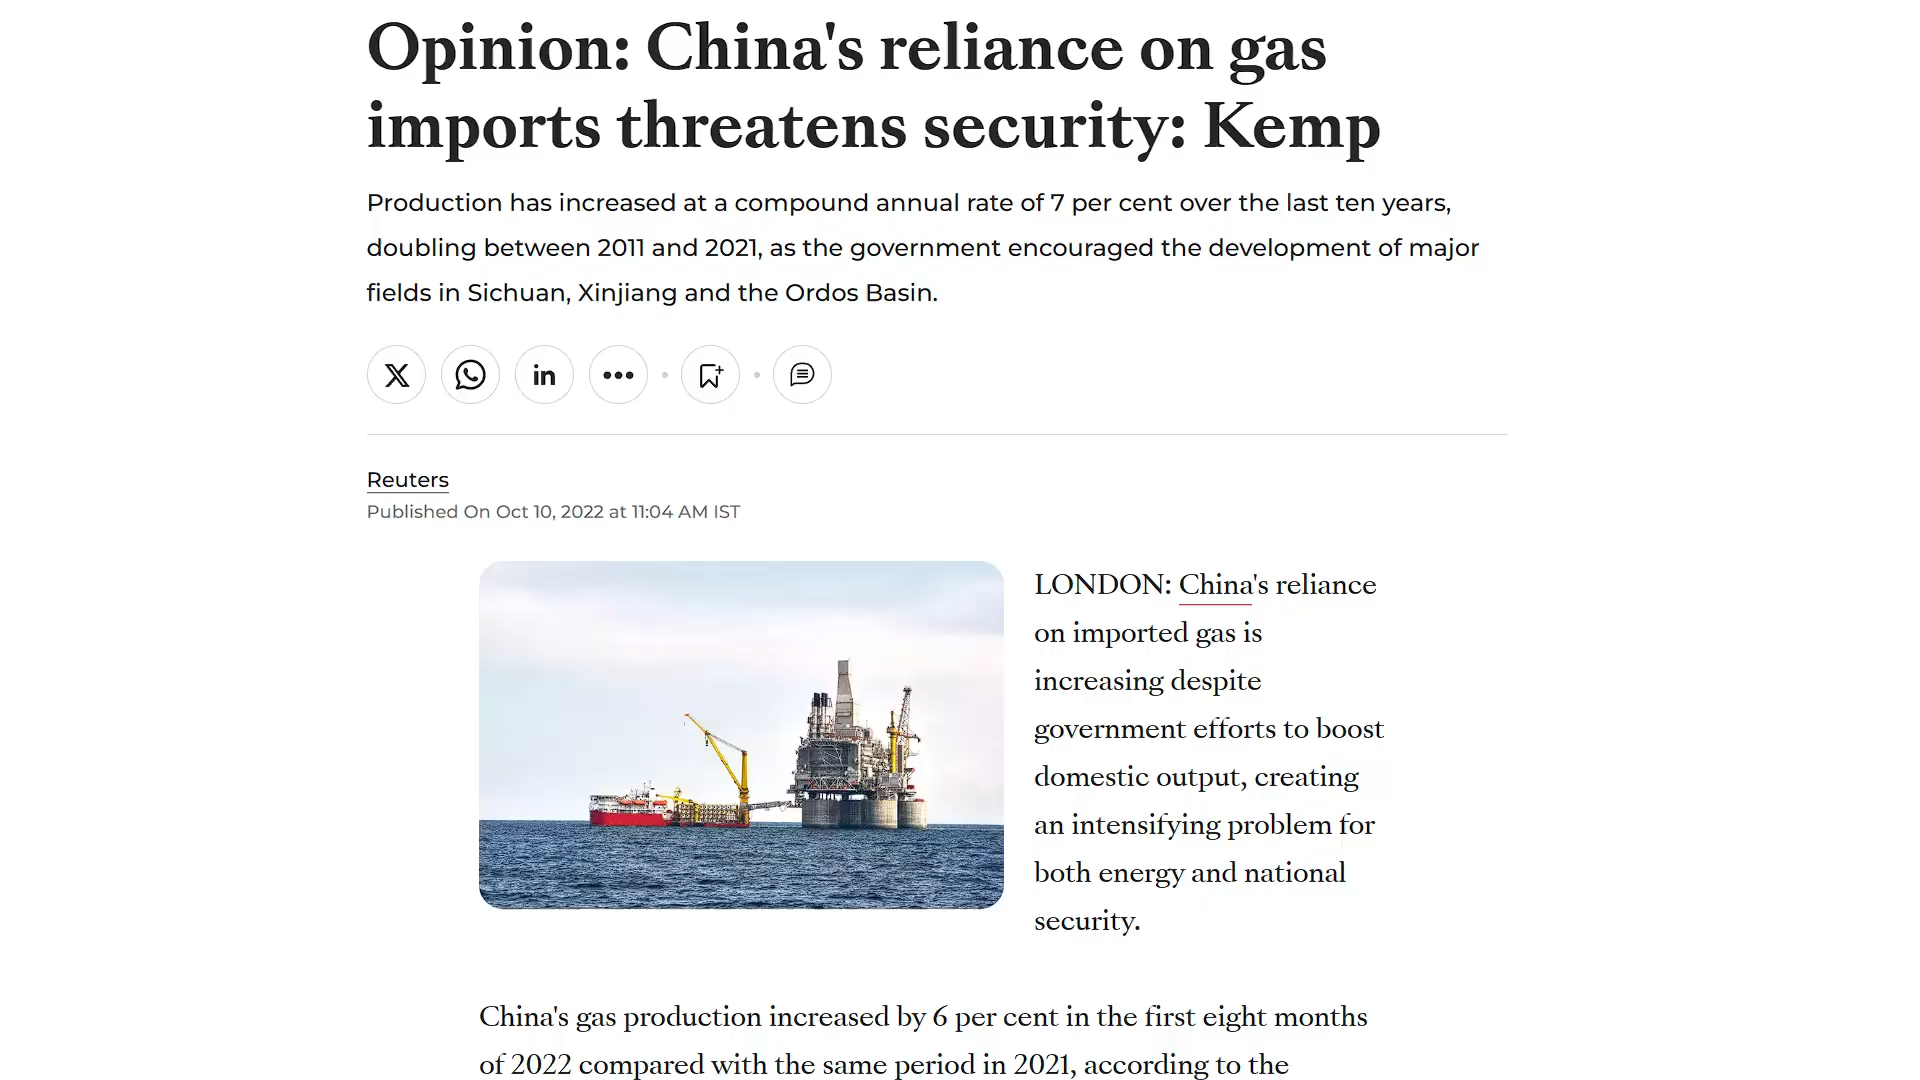 Opinion: China's reliance on gas
imports threatens security: Kemp
Production has increased at a compound annual rate of 7 per cent over the last ten years,
doubling between 2011 and 2021, as the government encouraged the development of major
fields in Sichuan, Xinjiang and the Ordos Basin.
in
Reuters
Published On Oct 10, 2022 at 11:04 AM IST
LONDON: China's reliance
on imported gas is
increasing despite
government efforts to boost
domestic output, creating
an intensifying problem for
both energy and national
security.
China's gas production increased by 6 per cent in the first eight months
of 2022 compared with the same period in 2021, according to the